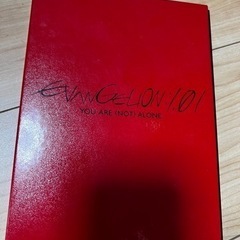 EVANGELION:1.01
YOU ARE (NOT) ALONE.